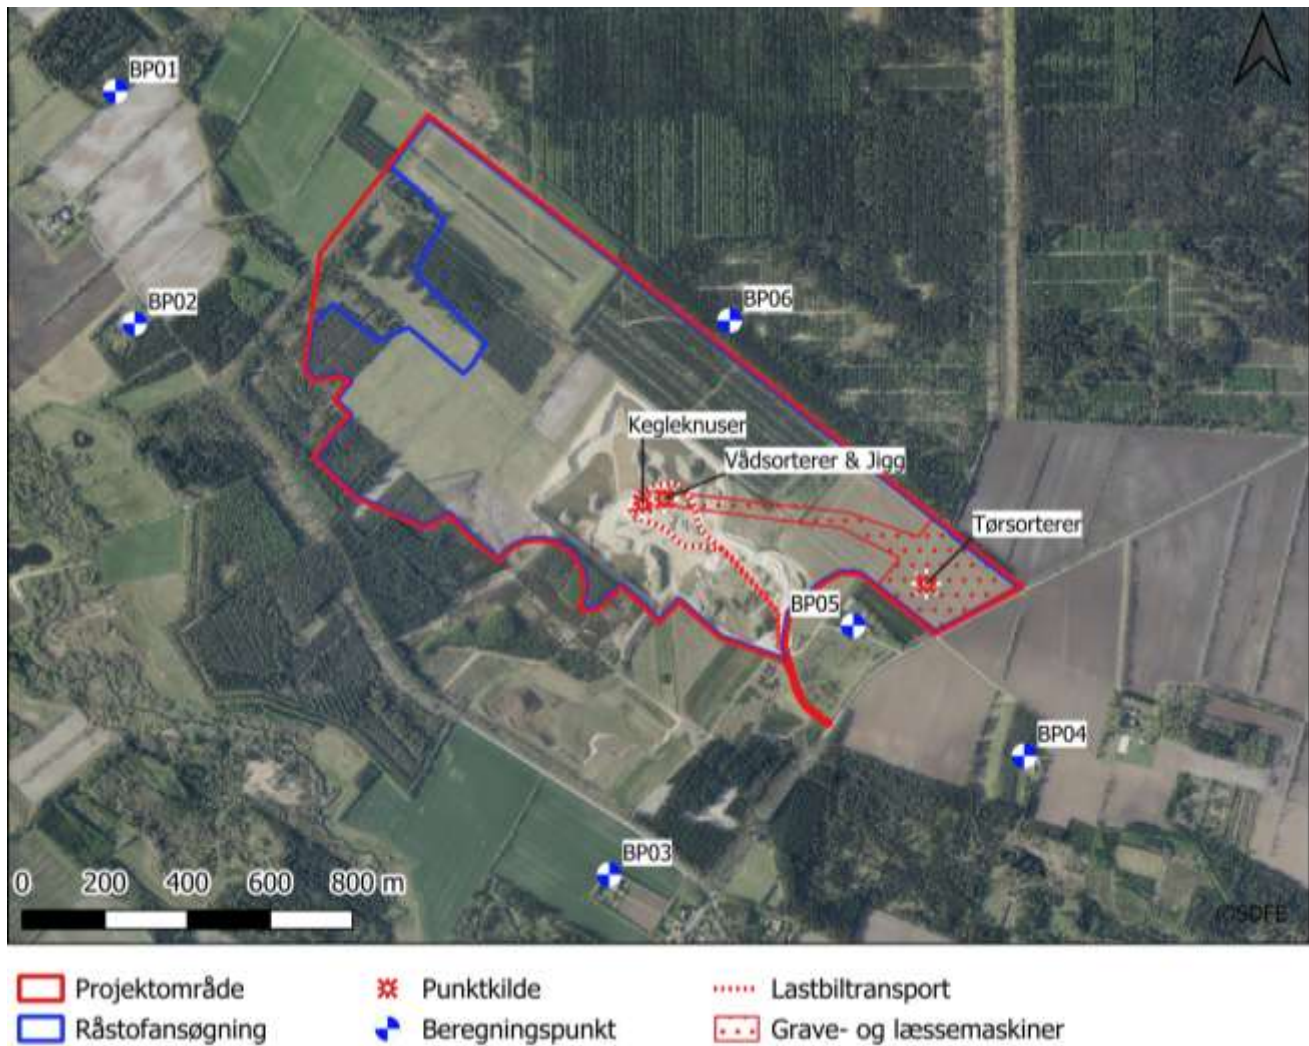 BP01
BP02
BP06
Kegleknuser
Vådsorterer & Jigg
Tørsorterer
BP05
BP04
BP03
0 200 400 600 800 m
©SDFE
Projektområde
Punktkilde
Lastbiltransport
Råstofansøgning
Beregningspunkt
Grave- og læssemaskiner